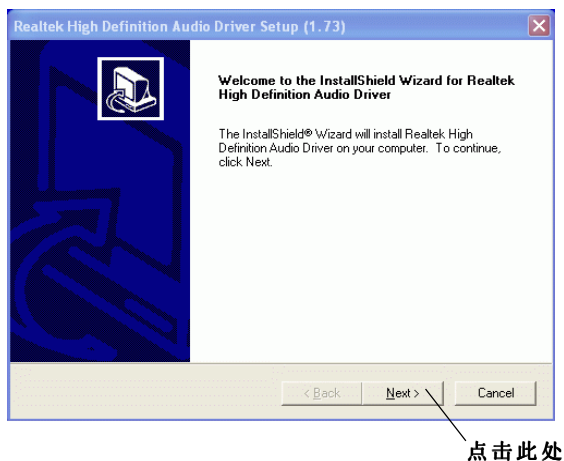 Realtek High Definition Audio Driver Setup (1.73)
Welcome to the InstallShield Wizard for Realtek
High Definition Audio Driver
The InstallShield® Wizard will install Realtek High
Definition Audio Driver on your computer. To continue,
click Next.
< Back Next > Cancel
点击此处